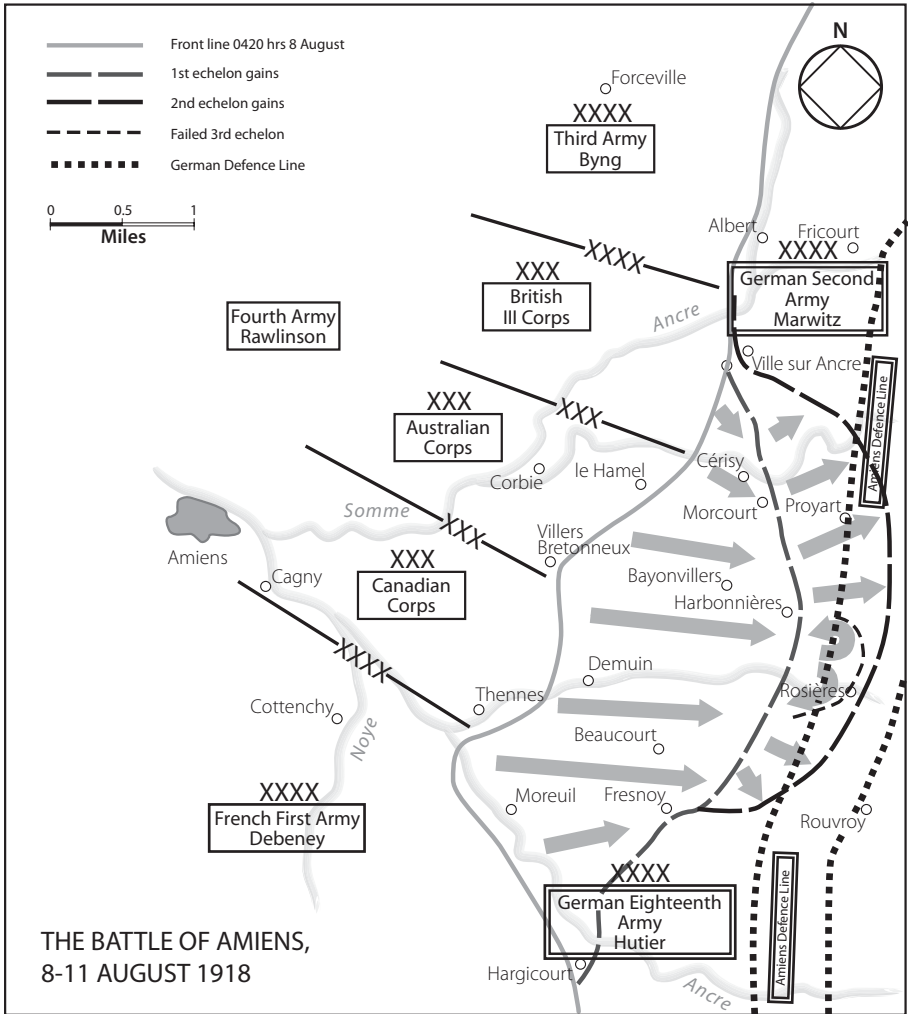 Front line 0420 hrs 8 August
1st echelon gains
2nd echelon gains
Failed 3rd echelon
German Defence Line
0 0.5 1
Miles
N
Forceville
XXXX
Third Army
Byng
Albert
Fricourt
XXXX
German Second
Army
Marwitz
XXXX
XXX
British
III Corps
Fourth Army
Rawlinson
Ancre
Ville sur Ancre
Amiens Defence Line
XXX
XXX
Australian
Corps
Corbie
le Hamel
Cérisy
Morcourt
Proyart
Somme
XXX
Villers
Bretonneux
Amiens
XXX
Canadian
Corps
Cagny
Bayonvillers
Harbonnières
XXXX
Demuin
Rosières
Thennes
Cottenchy
Noye
Beaucourt
Moreuil
Fresnoy
Rouvroy
XXXX
French First Army
Debeney
XXXX
German Eighteenth
Army
Hutier
Amiens Defence Line
Hargicourt
Ancre
THE BATTLE OF AMIENS,
8-11 AUGUST 1918